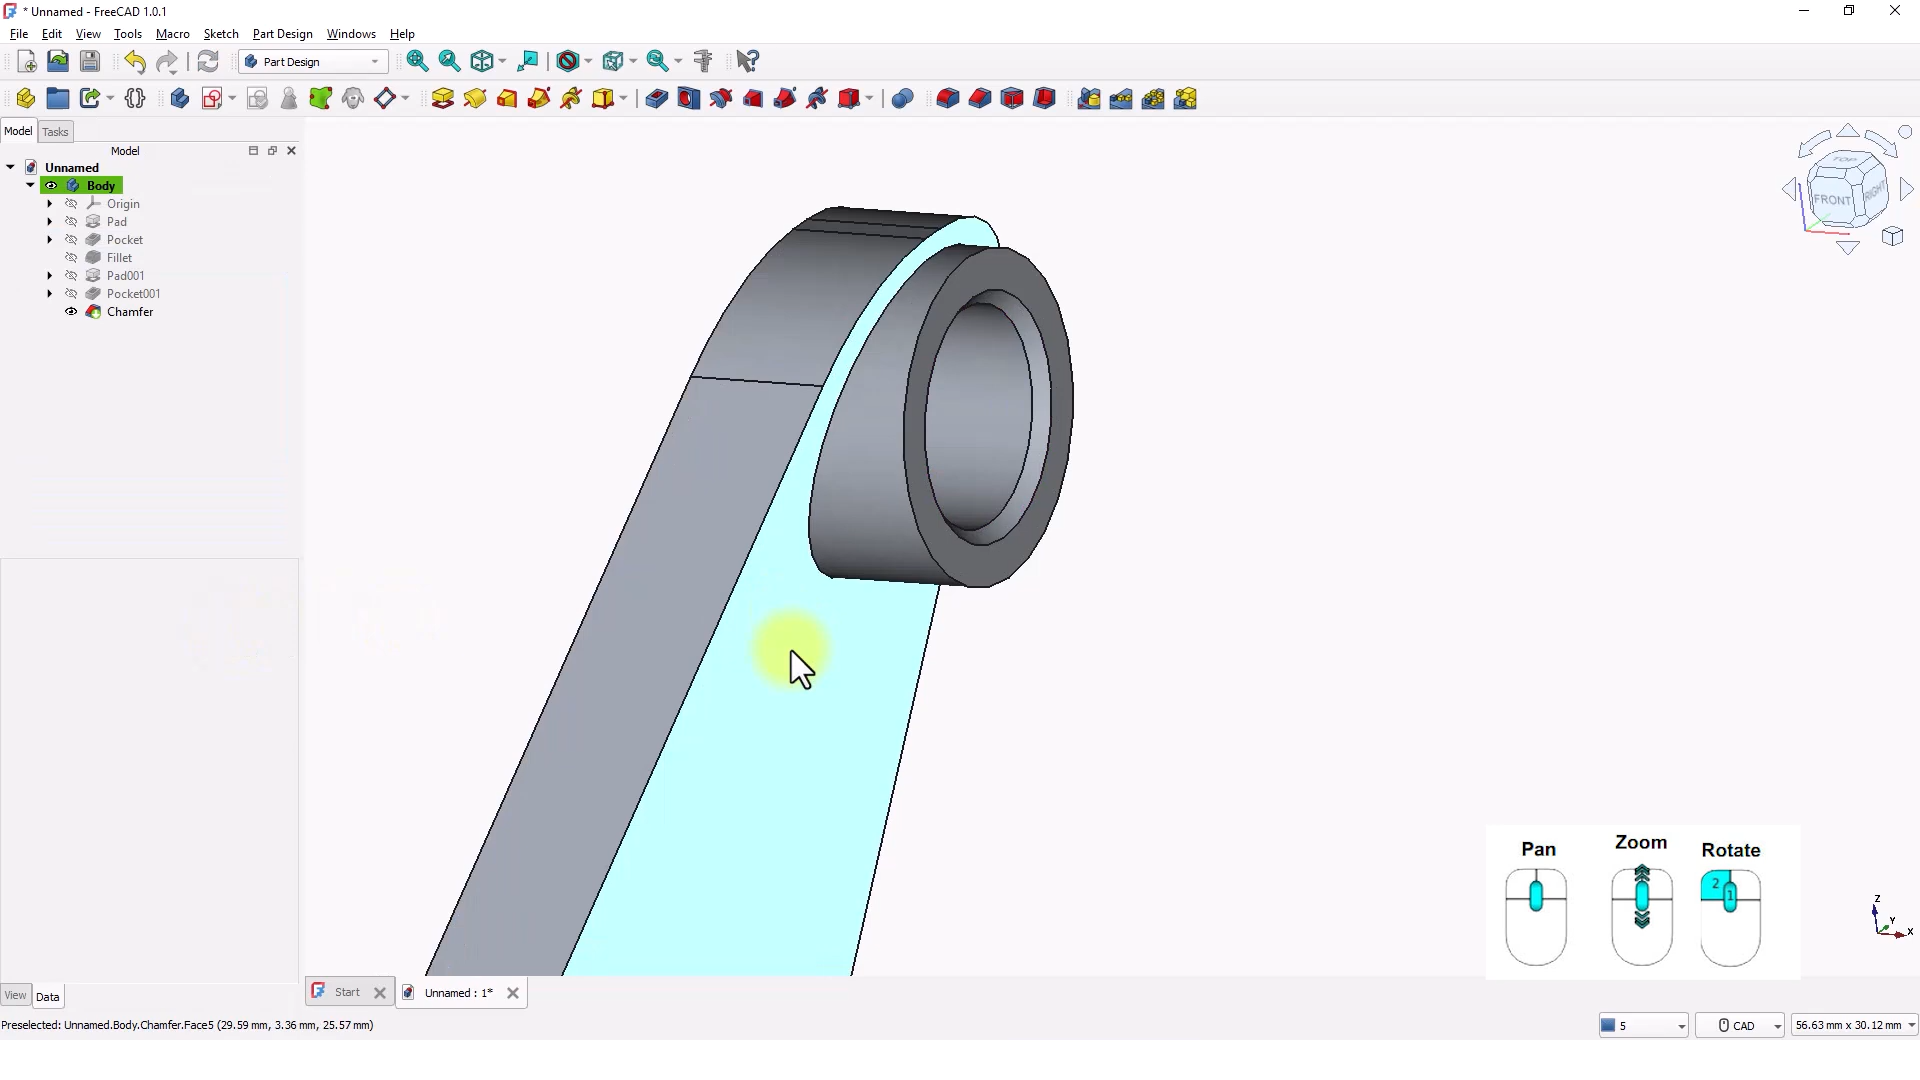 * Unnamed - FreeCAD 1.0.1
File Edit View Tools Macro Sketch Part Design Windows Help
Part Design
Model Tasks
Model
Unnamed
Body
Origin
Pad
Pocket
Fillet
Pad001
Pocket001
Chamfer
TOP
FRONT
RIGHT
Pan Zoom Rotate
2
1
Z
Y
X
View Data
Start
Unnamed : 1*
Preselected: Unnamed.Body.Chamfer.Face5 (29.59 mm, 3.36 mm, 25.57 mm)
5
CAD
56.63 mm x 30.12 mm